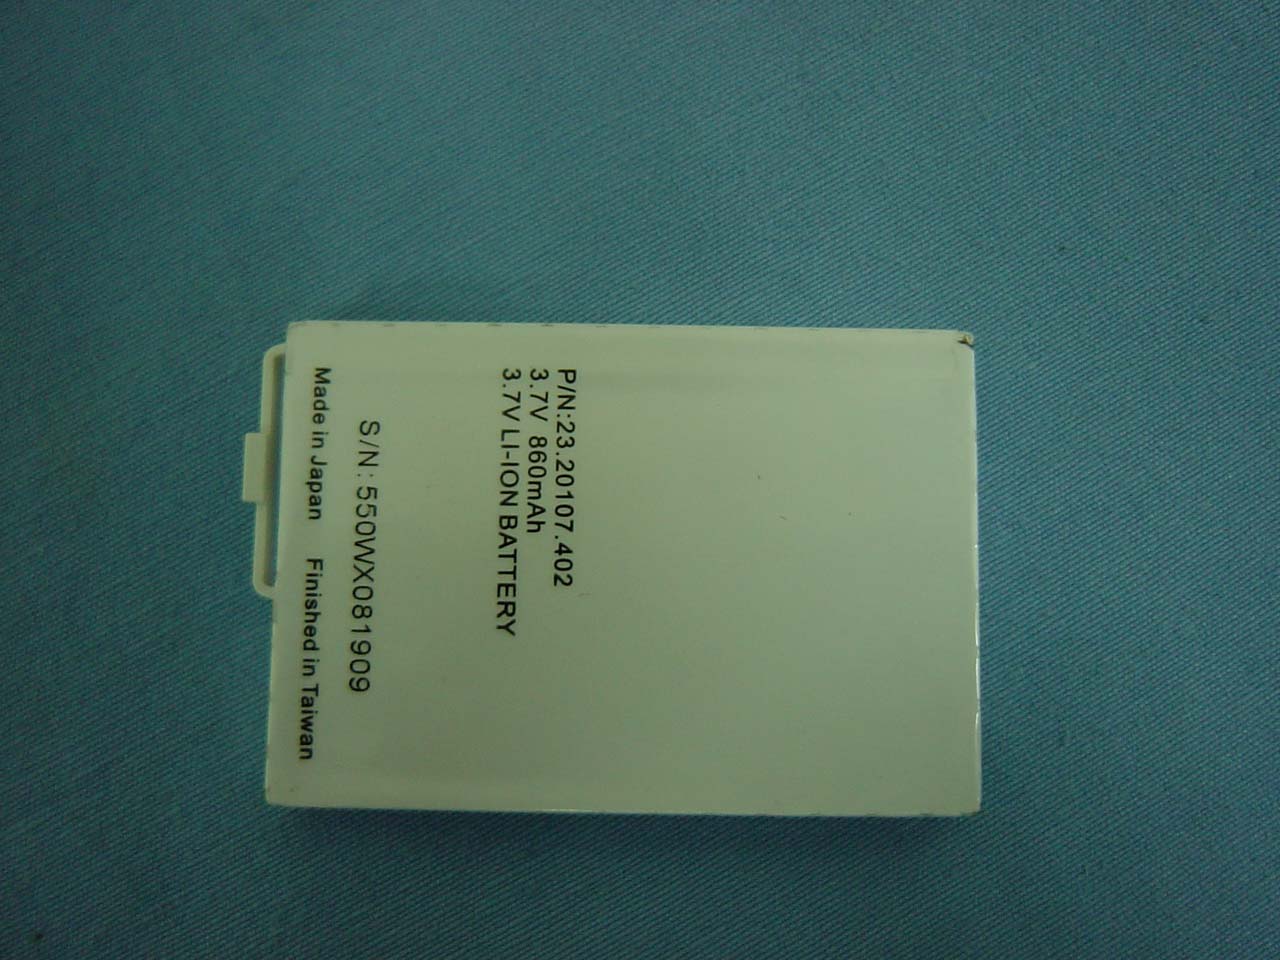 P/N:23.20107.402
3.7V 860mAh
3.7V LI-ION BATTERY
S/N:550WX081909
Made in Japan Finished in Taiwan